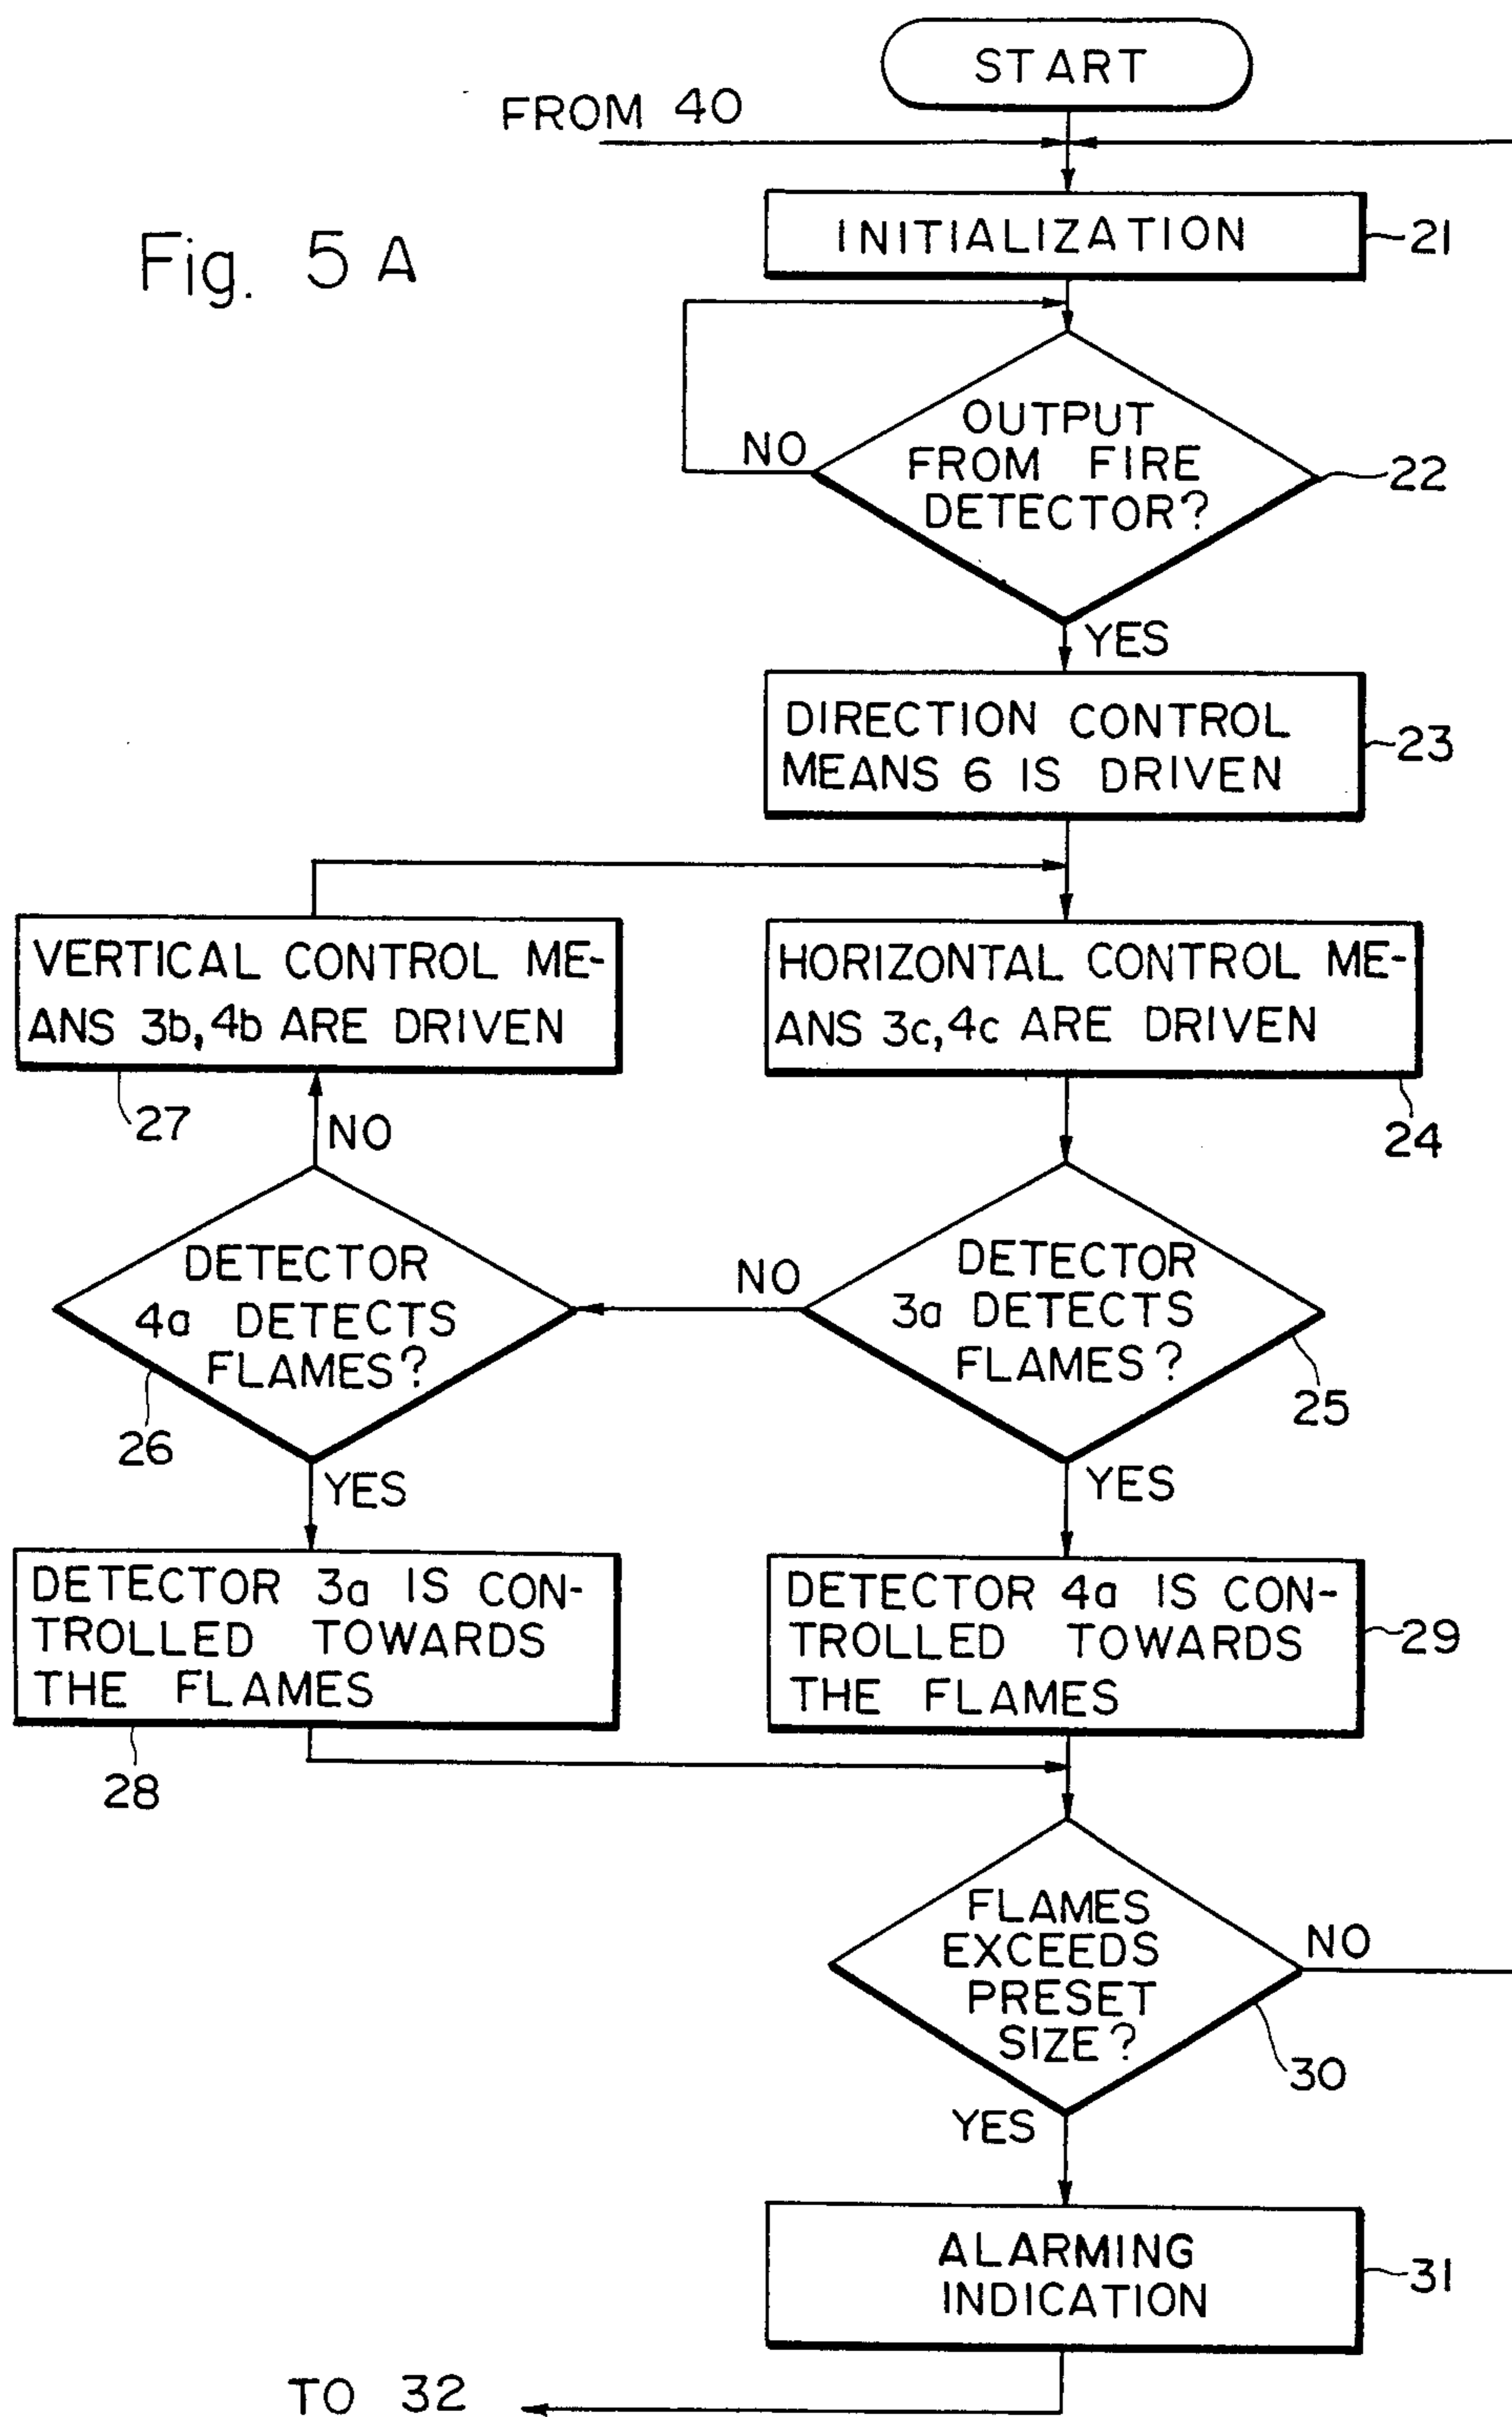 START
FROM 40
INITIALIZATION
21
Fig. 5A
OUTPUT
FROM FIRE
DETECTOR?
NO
22
YES
DIRECTION CONTROL
MEANS 6 IS DRIVEN
23
VERTICAL CONTROL ME-
ANS 3b, 4b ARE DRIVEN
27
HORIZONTAL CONTROL ME-
ANS 3c, 4c ARE DRIVEN
24
NO
DETECTOR
4a DETECTS
FLAMES?
26
NO
DETECTOR
3a DETECTS
FLAMES?
25
YES
YES
DETECTOR 3a IS CON-
TROLLED TOWARDS
THE FLAMES
28
DETECTOR 4a IS CON-
TROLLED TOWARDS
THE FLAMES
29
FLAMES
EXCEEDS
PRESET
SIZE?
NO
30
YES
ALARMING
INDICATION
31
TO 32